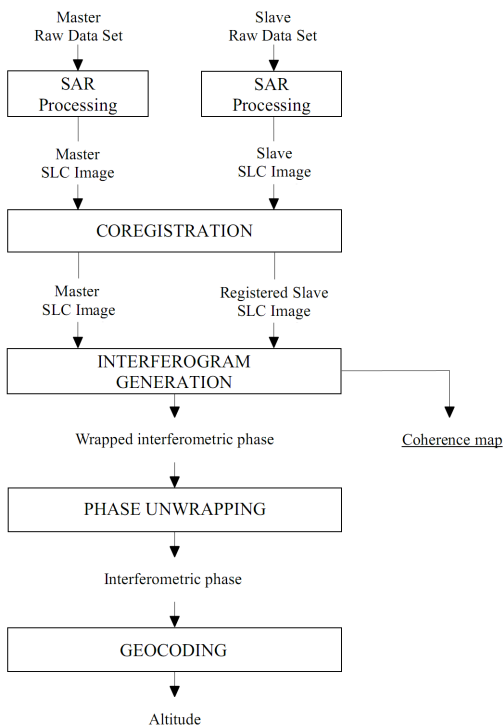 Master
Raw Data Set
Slave
Raw Data Set
SAR
Processing
SAR
Processing
Master
SLC Image
Slave
SLC Image
COREGISTRATION
Master
SLC Image
Registered Slave
SLC Image
INTERFEROGRAM
GENERATION
Wrapped interferometric phase
Coherence map
PHASE UNWRAPPING
Interferometric phase
GEOCODING
Altitude